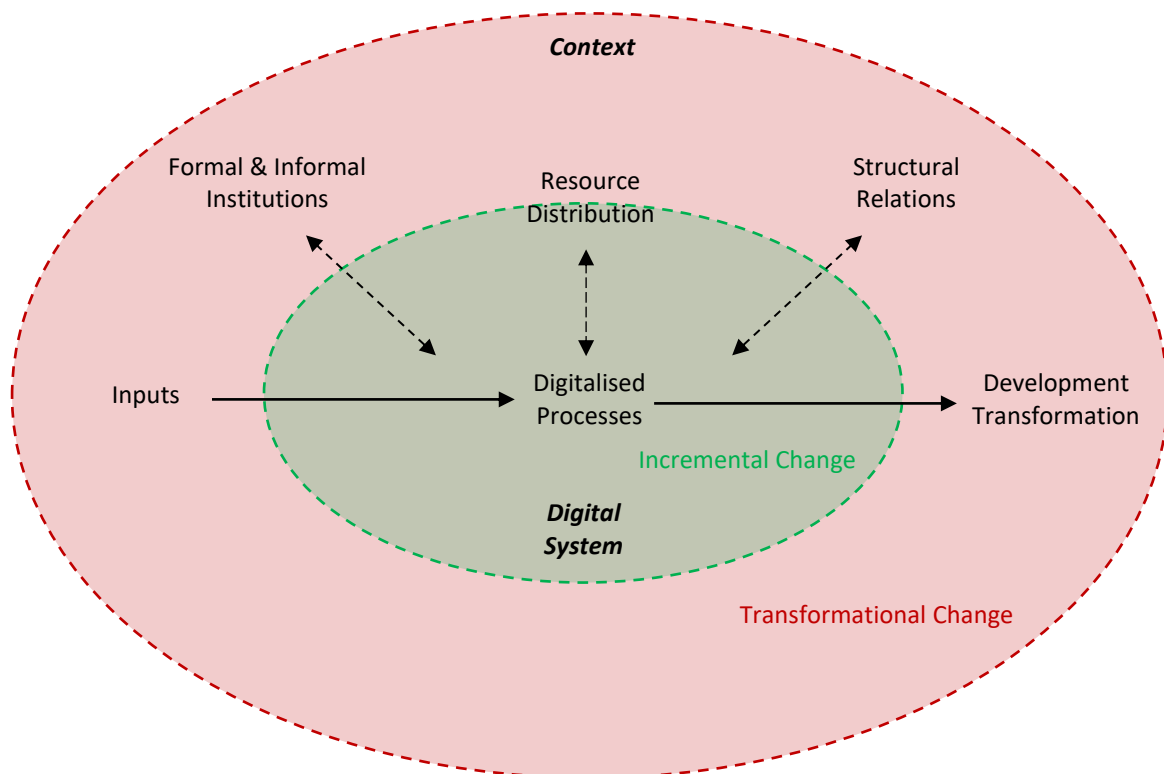 Context
Formal & Informal
Institutions
Resource
Distribution
Structural
Relations
Inputs
Digitalised
Processes
Development
Transformation
Incremental Change
Digital
System
Transformational Change